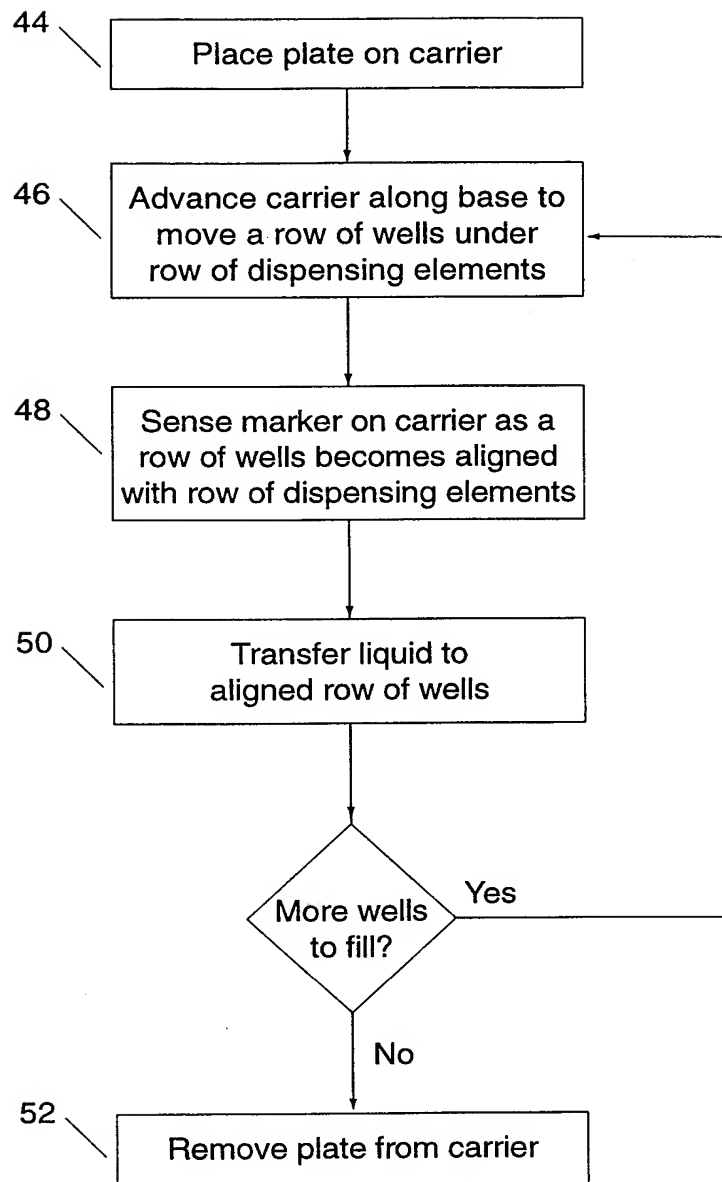 44
Place plate on carrier
46
Advance carrier along base to
move a row of wells under
row of dispensing elements
48
Sense marker on carrier as a
row of wells becomes aligned
with row of dispensing elements
50
Transfer liquid to
aligned row of wells
More wells
to fill?
Yes
No
52
Remove plate from carrier